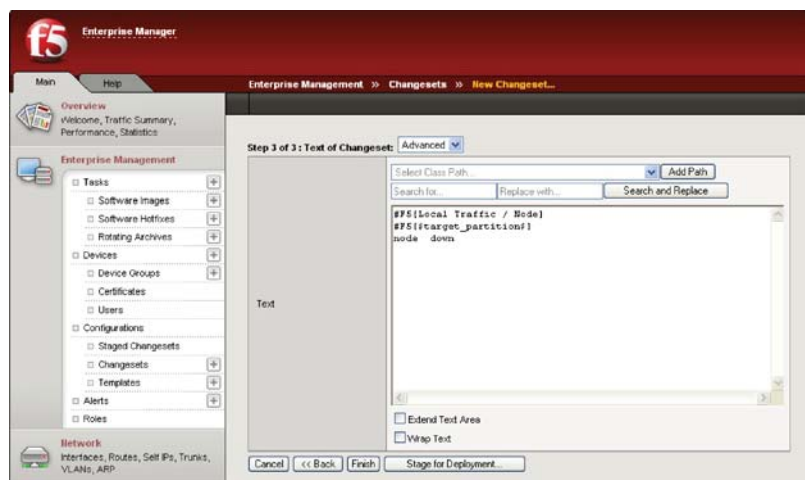 f5
Enterprise Manager
Main
Help
Enterprise Management » Changesets » New Changeset...
Overview
Welcome, Traffic Summary,
Performance, Statistics
Enterprise Management
Tasks
Software Images
Software Hotfixes
Rotating Archives
Devices
Device Groups
Certificates
Users
Configurations
Staged Changesets
Changesets
Templates
Alerts
Roles
Network
Interfaces, Routes, Self IPs, Trunks,
VLANs, ARP
Step 3 of 3 : Text of Changeset: Advanced
Text
Select Class Path... Add Path
Search for... Replace with... Search and Replace
#F5[Local Traffic / Node]
#F5[$target_partition$]
node down
Extend Text Area
Wrap Text
Cancel << Back Finish Stage for Deployment...